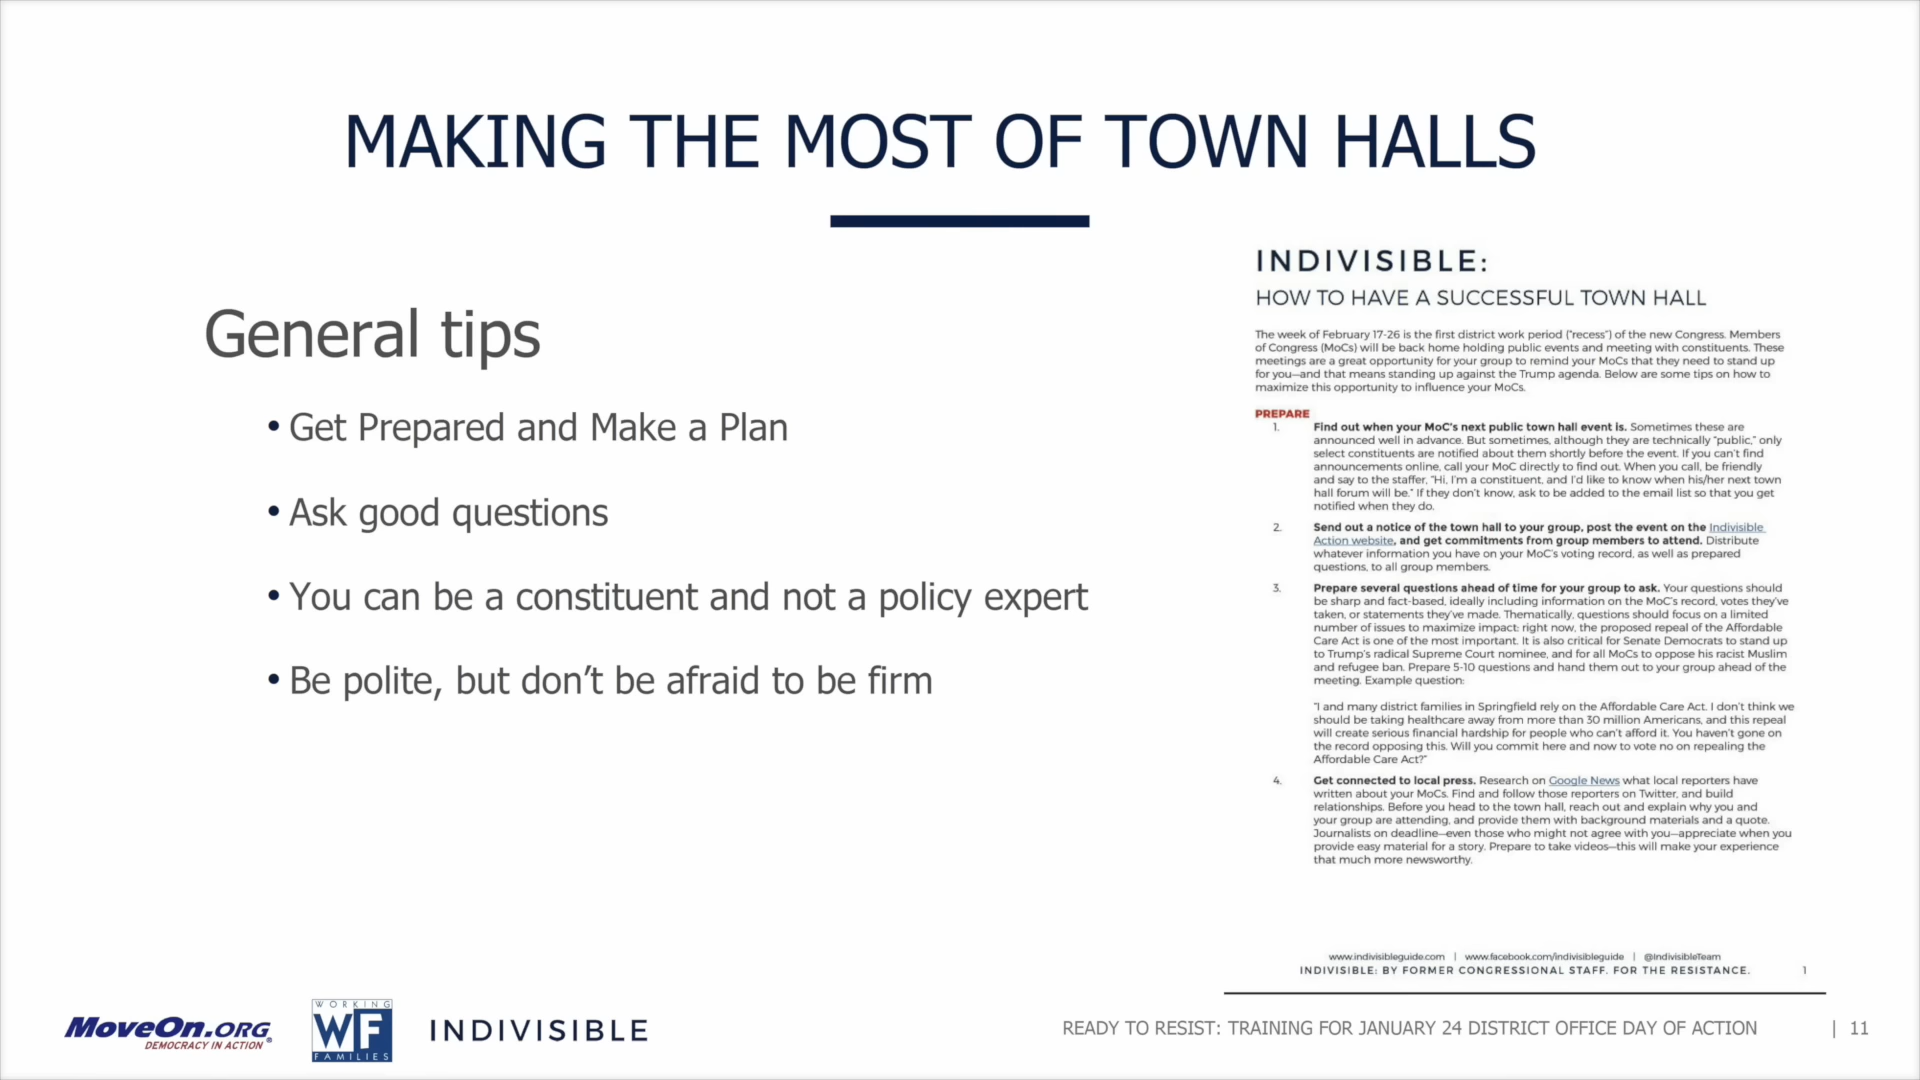 MAKING THE MOST OF TOWN HALLS
General tips
• Get Prepared and Make a Plan
• Ask good questions
• You can be a constituent and not a policy expert
• Be polite, but don’t be afraid to be firm
INDIVISIBLE:
HOW TO HAVE A SUCCESSFUL TOWN HALL
The week of February 17-26 is the first district work period (“recess”) of the new Congress. Members
of Congress (MoCs) will be back home holding public events and meeting with constituents. These
meetings are a great opportunity for your group to remind your MoCs that they need to stand up
for you—and that means standing up against the Trump agenda. Below are some tips on how to
maximize this opportunity to influence your MoCs.
PREPARE
1. Find out when your MoC’s next public town hall event is. Sometimes these are
announced well in advance. But sometimes, although they are technically “public,” only
select constituents are notified about them shortly before the event. If you can’t find
announcements online, call your MoC directly to find out. When you call, be friendly
and say to the staffer, “Hi, I’m a constituent, and I’d like to know when his/her next town
hall forum will be.” If they don’t know, ask to be added to the email list so that you get
notified when they do.
2. Send out a notice of the town hall to your group, post the event on the Indivisible
Action website, and get commitments from group members to attend. Distribute
whatever information you have on your MoC’s voting record, as well as prepared
questions, to all group members.
3. Prepare several questions ahead of time for your group to ask. Your questions should
be sharp and fact-based, ideally including information on the MoC’s record, votes they’ve
taken, or statements they’ve made. Thematically, questions should focus on a limited
number of issues to maximize impact: right now, the proposed repeal of the Affordable
Care Act is one of the most important. It is also critical for Senate Democrats to stand up
to Trump’s radical Supreme Court nominee, and for all MoCs to oppose his racist Muslim
and refugee ban. Prepare 5-10 questions and hand them out to your group ahead of the
meeting. Example question:
“I and many district families in Springfield rely on the Affordable Care Act. I don’t think we
should be taking healthcare away from more than 30 million Americans, and this repeal
will create serious financial hardship for people who can’t afford it. You haven’t gone on
the record opposing this. Will you commit here and now to vote no on repealing the
Affordable Care Act?”
4. Get connected to local press. Research on Google News what local reporters have
written about your MoCs. Find and follow those reporters on Twitter, and build
relationships. Before you head to the town hall, reach out and explain why you and
your group are attending, and provide them with background materials and a quote.
Journalists on deadline—even those who might not agree with you—appreciate when you
provide easy material for a story. Prepare to take videos—this will make your experience
that much more newsworthy.
www.indivisibleguide.com | www.facebook.com/indivisibleguide | @IndivisibleTeam
INDIVISIBLE: BY FORMER CONGRESSIONAL STAFF. FOR THE RESISTANCE. 1
MoveOn.ORG
DEMOCRACY IN ACTION®
WORKING
WF
FAMILIES
INDIVISIBLE
READY TO RESIST: TRAINING FOR JANUARY 24 DISTRICT OFFICE DAY OF ACTION | 11